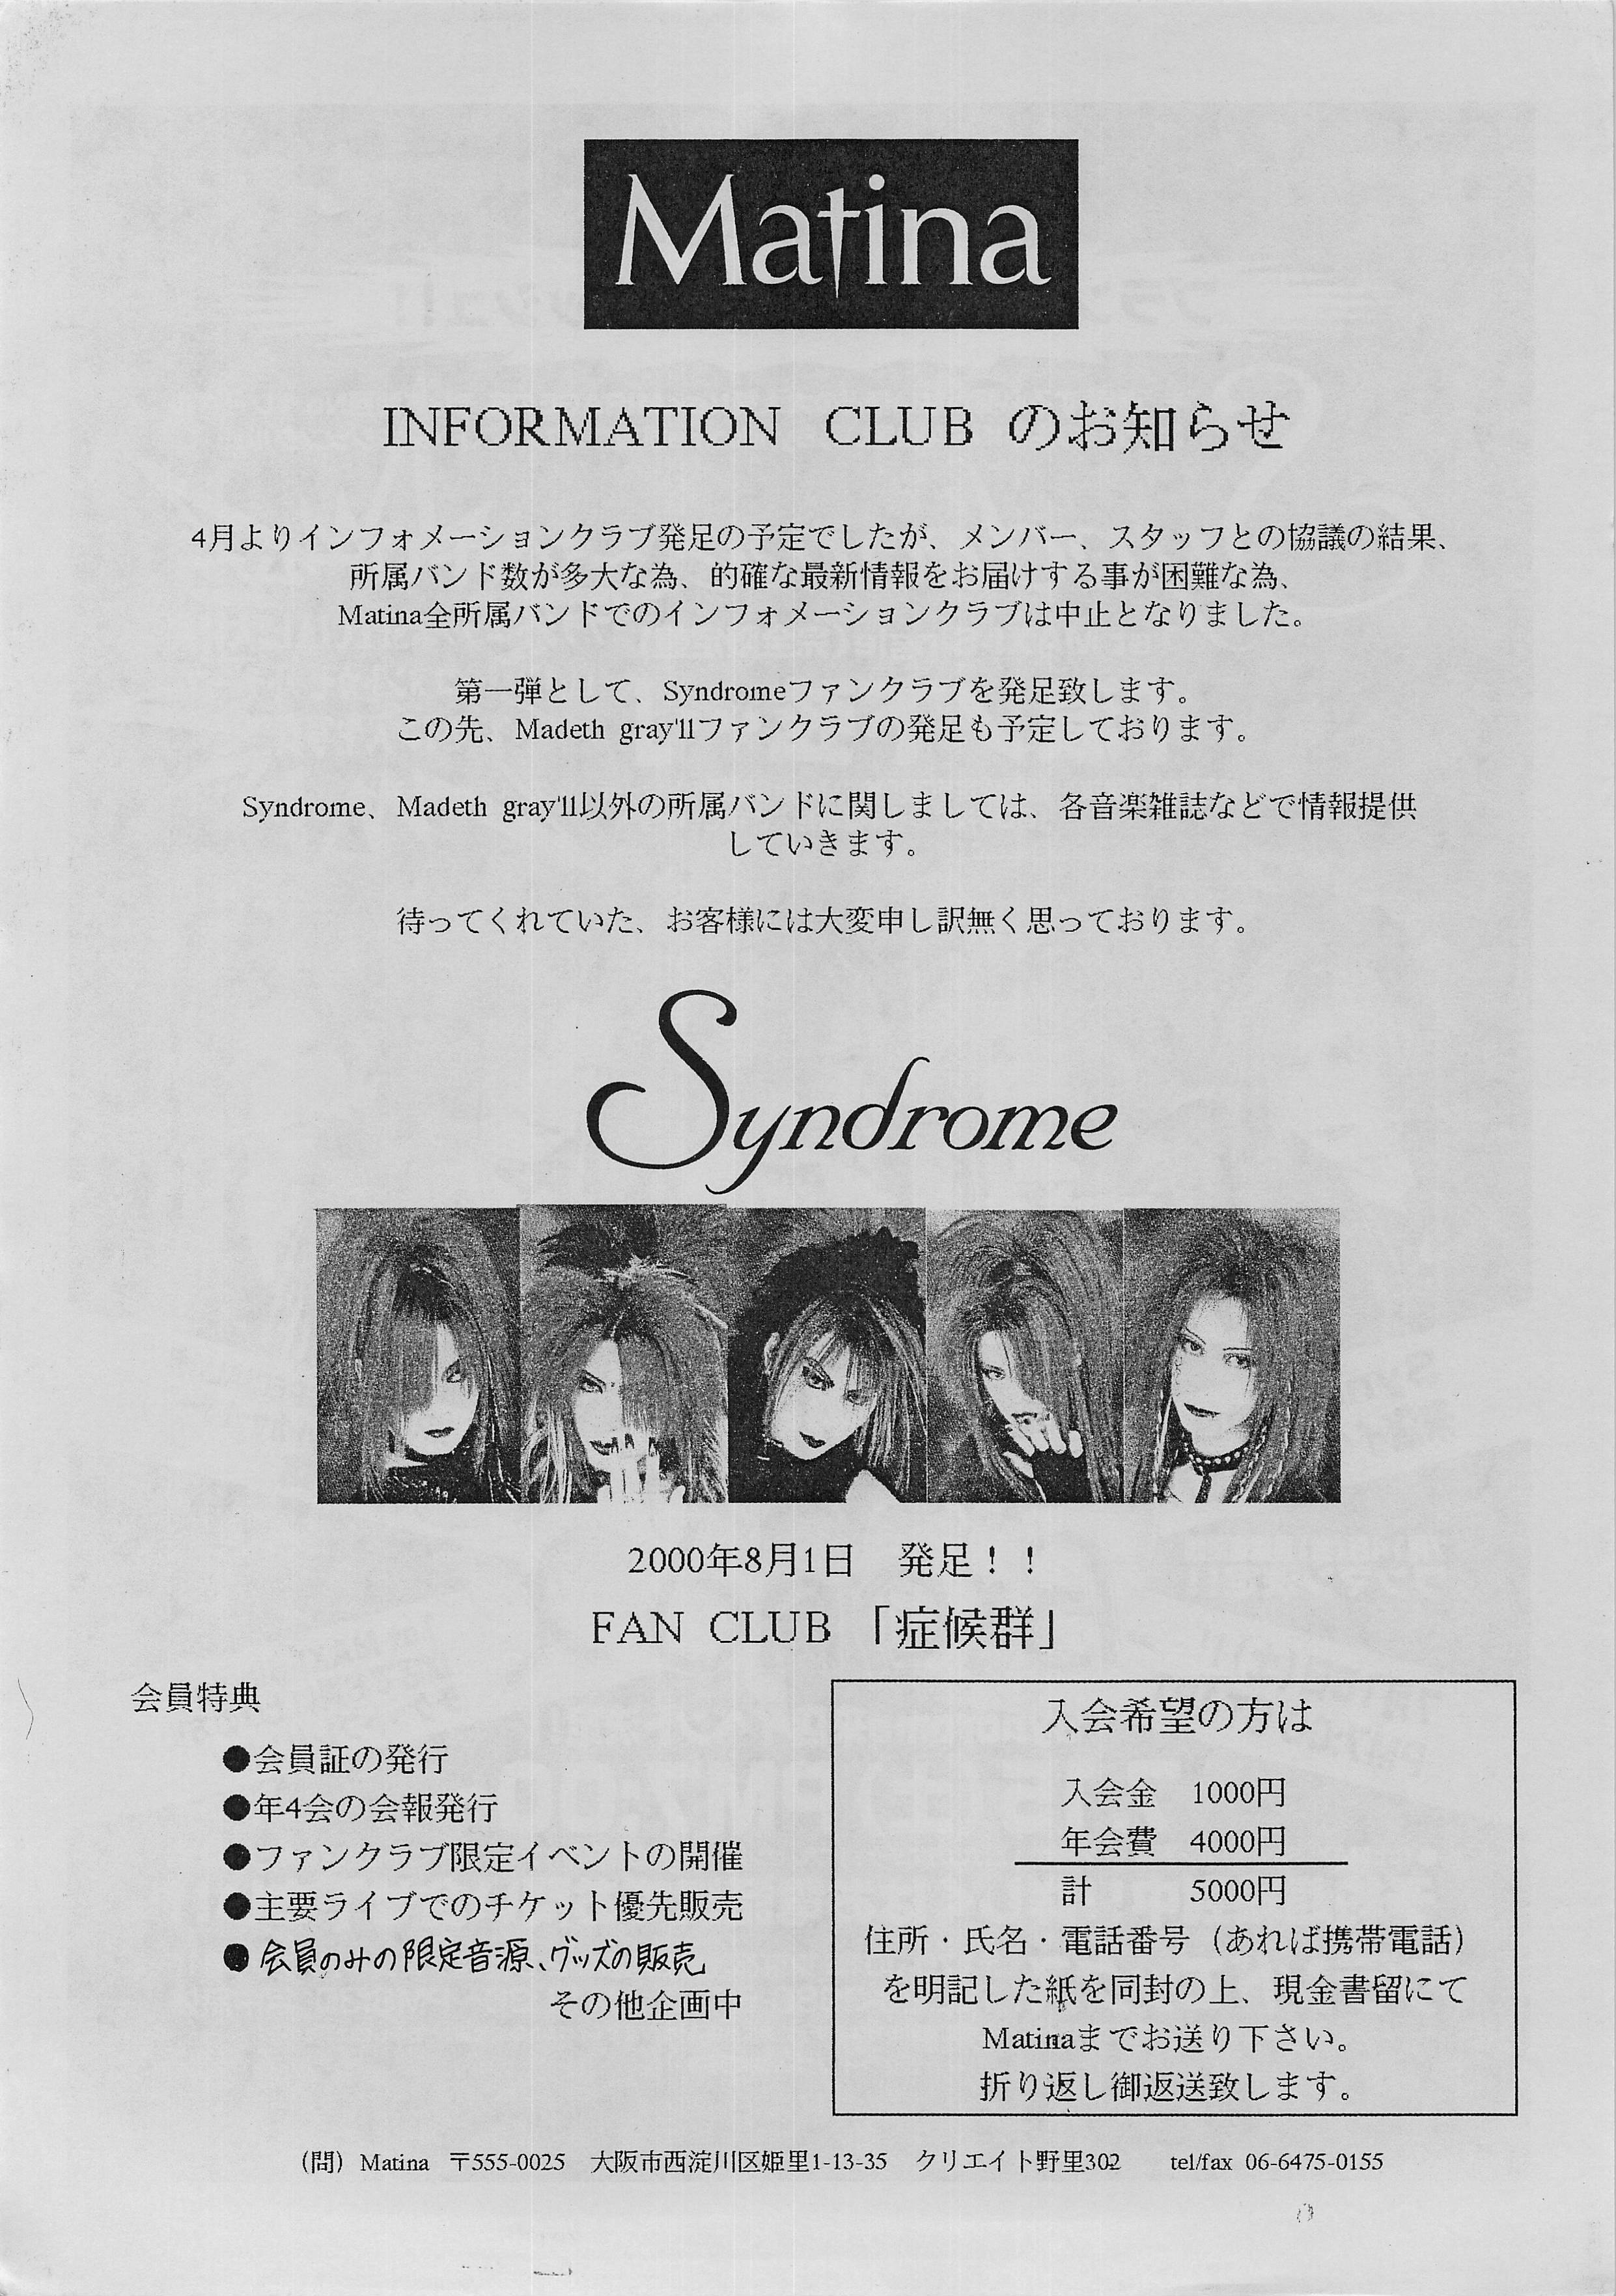 Matina
INFORMATION CLUB のお知らせ
4月よりインフォメーションクラブ発足の予定でしたが、メンバー、スタッフとの協議の結果、
所属バンド数が多大な為、的確な最新情報をお届けする事が困難な為、
Matina全所属バンドでのインフォメーションクラブは中止となりました。
第一弾として、Syndromeファンクラブを発足致します。
この先、Madeth gray'llファンクラブの発足も予定しております。
Syndrome、Madeth gray'll以外の所属バンドに関しましては、各音楽雑誌などで情報提供
していきます。
待ってくれていた、お客様には大変申し訳無く思っております。
Syndrome
2000年8月1日　発足！！
FAN CLUB「症候群」
会員特典
●会員証の発行
●年4会の会報発行
●ファンクラブ限定イベントの開催
●主要ライブでのチケット優先販売
●会員のみの限定音源、グッズの販売
その他企画中
入会希望の方は
入会金　1000円
年会費　4000円
計　5000円
住所・氏名・電話番号（あれば携帯電話）
を明記した紙を同封の上、現金書留にて
Matinaまでお送り下さい。
折り返し御返送致します。
（問）Matina　〒555-0025　大阪市西淀川区姫里1-13-35　クリエイト野里302　tel/fax 06-6475-0155